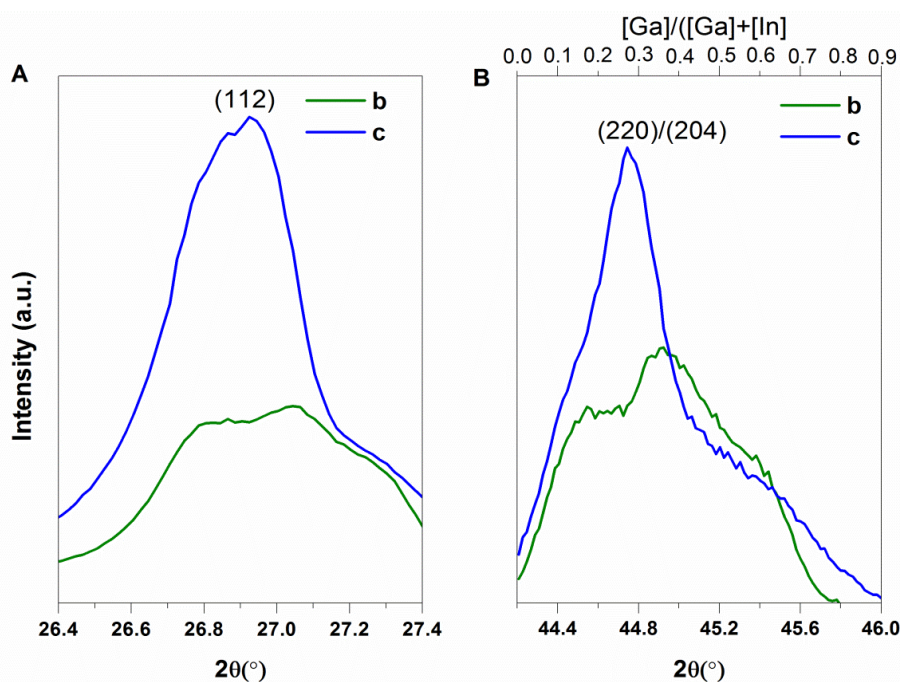 [Ga]/([Ga]+[In]
0.0 0.1 0.2 0.3 0.4 0.5 0.6 0.7 0.8 0.9
A
(112)
b
c
B
(220)/(204)
b
c
Intensity (a.u.)
26.4 26.6 26.8 27.0 27.2 27.4
2θ(°)
44.4 44.8 45.2 45.6 46.0
2θ(°)